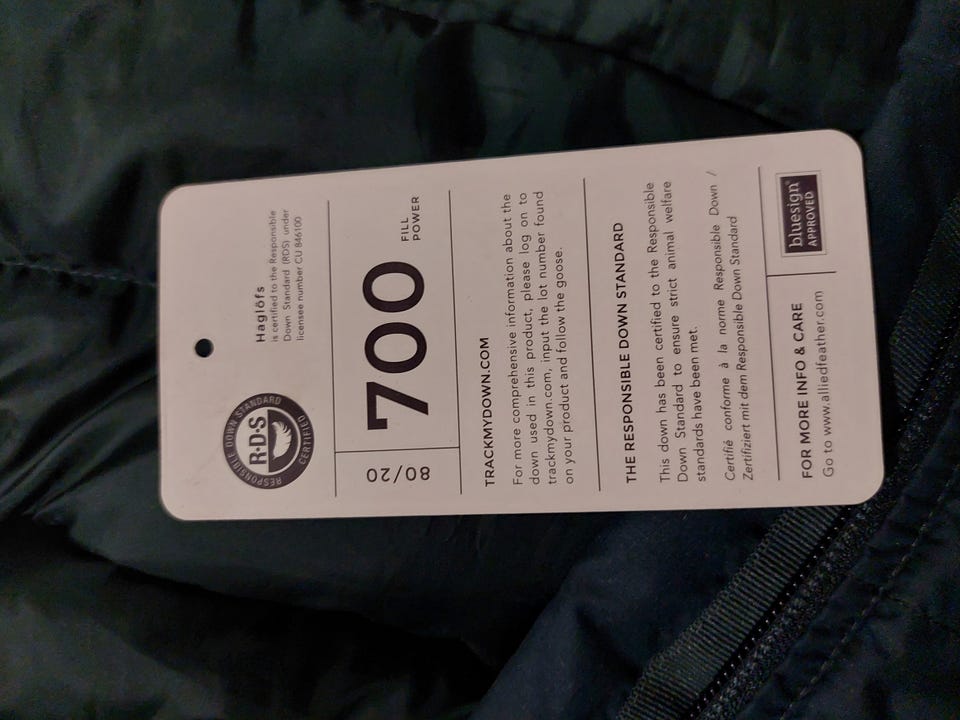 RESPONSIBLE DOWN STANDARD
R·D·S
CERTIFIED
Haglöfs
is certified to the Responsible
Down Standard (RDS) under
licensee number CU 846100
80/20
700
FILL
POWER
TRACKMYDOWN.COM
For more comprehensive information about the
down used in this product, please log on to
trackmydown.com, input the lot number found
on your product and follow the goose.
THE RESPONSIBLE DOWN STANDARD
This down has been certified to the Responsible
Down Standard to ensure strict animal welfare
standards have been met.
Certifié conforme à la norme Responsible Down /
Zertifiziert mit dem Responsible Down Standard
FOR MORE INFO & CARE
Go to www.alliedfeather.com
bluesign®
APPROVED